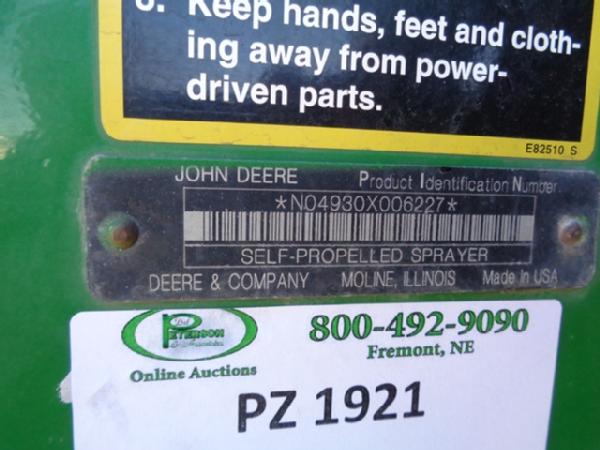 Keep hands, feet and cloth-
ing away from power-
driven parts.
E82510 S
JOHN DEERE Product Identification Number
*N04930X006227*
SELF-PROPELLED SPRAYER
DEERE & COMPANY MOLINE, ILLINOIS Made in USA
PETERSON
Online Auctions
800-492-9090
Fremont, NE
PZ 1921